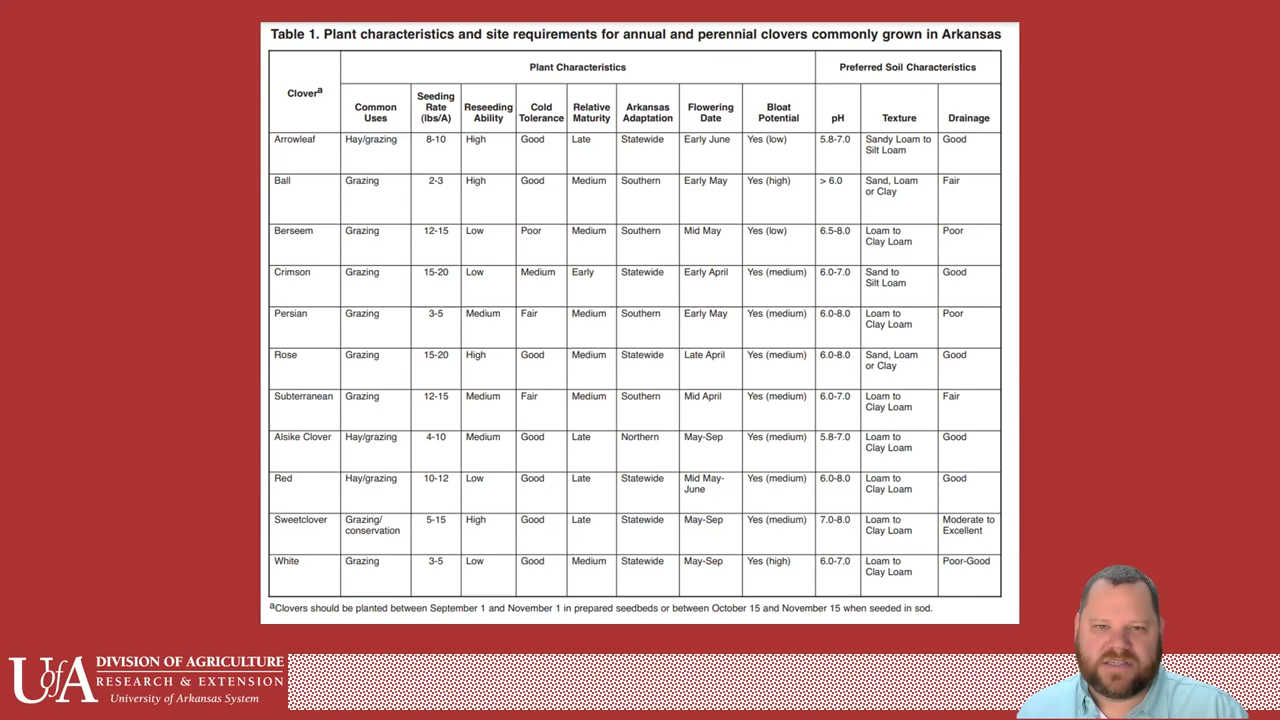 Table 1. Plant characteristics and site requirements for annual and perennial clovers commonly grown in Arkansas
Plant Characteristics Preferred Soil Characteristics
Clover^a Common Uses Seeding Rate (lbs/A) Reseeding Ability Cold Tolerance Relative Maturity Arkansas Adaptation Flowering Date Bloat Potential pH Texture Drainage
Arrowleaf Hay/grazing 8-10 High Good Late Statewide Early June Yes (low) 5.8-7.0 Sandy Loam to Silt Loam Good
Ball Grazing 2-3 High Good Medium Southern Early May Yes (high) > 6.0 Sand, Loam or Clay Fair
Berseem Grazing 12-15 Low Poor Medium Southern Mid May Yes (low) 6.5-8.0 Loam to Clay Loam Poor
Crimson Grazing 15-20 Low Medium Early Statewide Early April Yes (medium) 6.0-7.0 Sand to Silt Loam Good
Persian Grazing 3-5 Medium Fair Medium Southern Early May Yes (medium) 6.0-8.0 Loam to Clay Loam Poor
Rose Grazing 15-20 High Good Medium Statewide Late April Yes (medium) 6.0-8.0 Sand, Loam or Clay Good
Subterranean Grazing 12-15 Medium Fair Medium Southern Mid April Yes (medium) 6.0-7.0 Loam to Clay Loam Fair
Alsike Clover Hay/grazing 4-10 Medium Good Late Northern May-Sep Yes (medium) 5.8-7.0 Loam to Clay Loam Good
Red Hay/grazing 10-12 Low Good Late Statewide Mid May-June Yes (medium) 6.0-8.0 Loam to Clay Loam Good
Sweetclover Grazing/conservation 5-15 High Good Late Statewide May-Sep Yes (medium) 7.0-8.0 Loam to Clay Loam Moderate to Excellent
White Grazing 3-5 Low Good Medium Statewide May-Sep Yes (high) 6.0-7.0 Loam to Clay Loam Poor-Good
^aClovers should be planted between September 1 and November 1 in prepared seedbeds or between October 15 and November 15 when seeded in sod.
UofA
DIVISION OF AGRICULTURE
RESEARCH & EXTENSION
University of Arkansas System